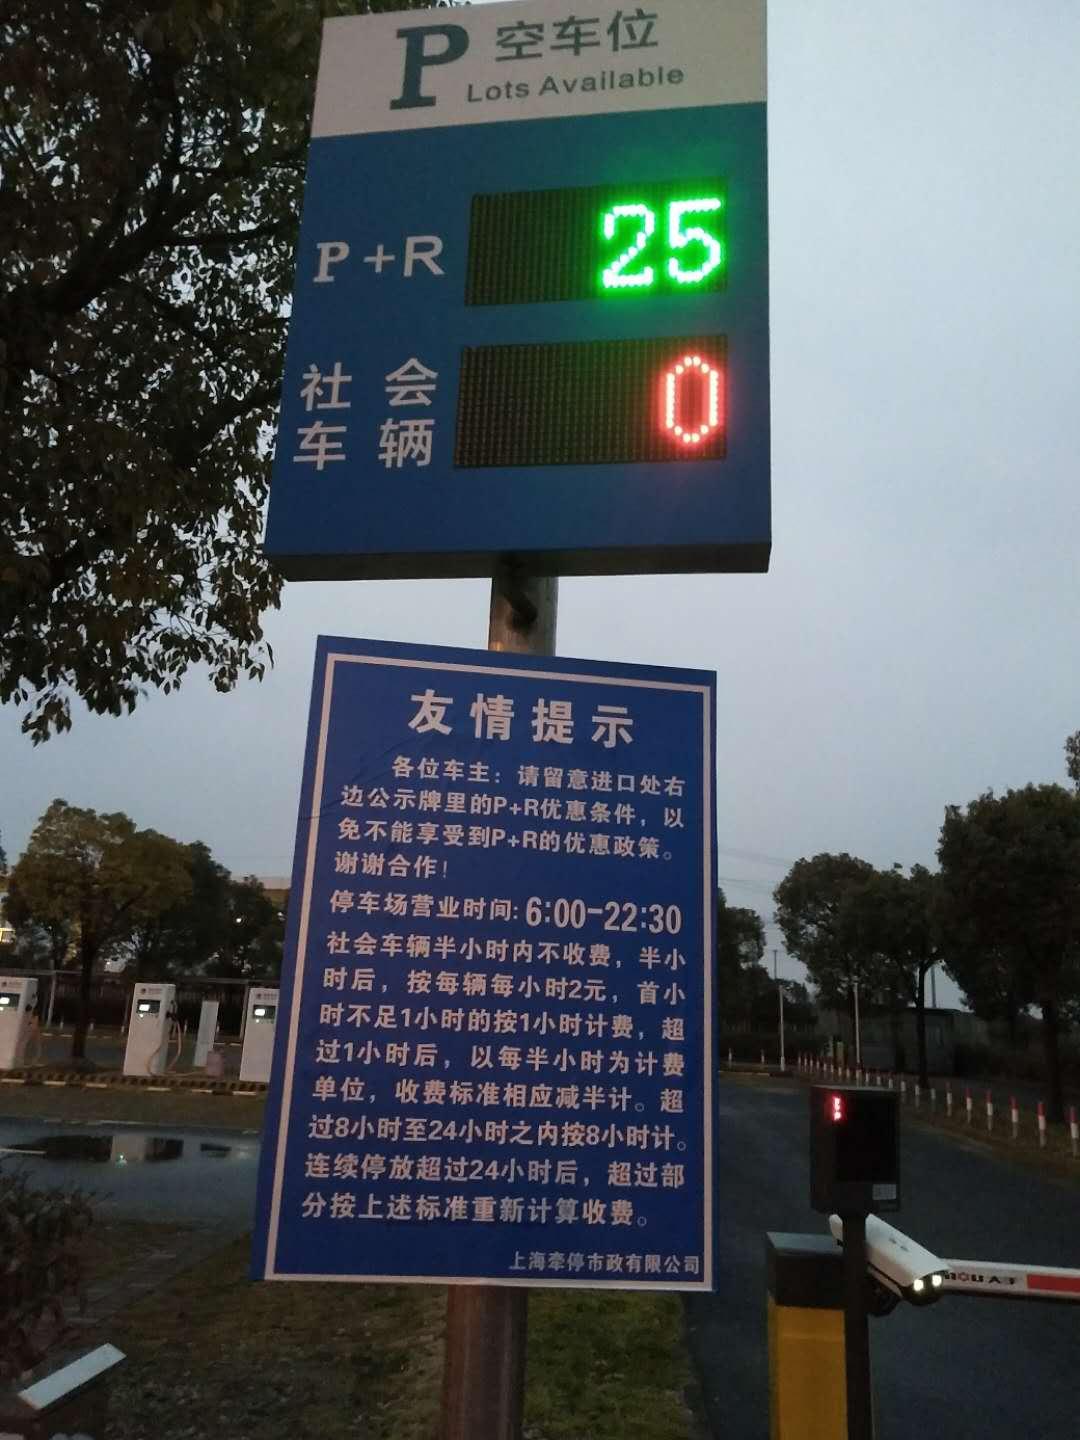 P 空车位
Lots Available
P+R 25
社会
车辆 0
友情提示
各位车主：请留意进口处右
边公示牌里的P+R优惠条件，以
免不能享受到P+R的优惠政策。
谢谢合作！
停车场营业时间:6:00-22:30
社会车辆半小时内不收费，半小
时后，按每辆每小时2元，首小
时不足1小时的按1小时计费，超
过1小时后，以每半小时为计费
单位，收费标准相应减半计。超
过8小时至24小时之内按8小时计。
连续停放超过24小时后，超过部
分按上述标准重新计算收费。
上海牵停市政有限公司